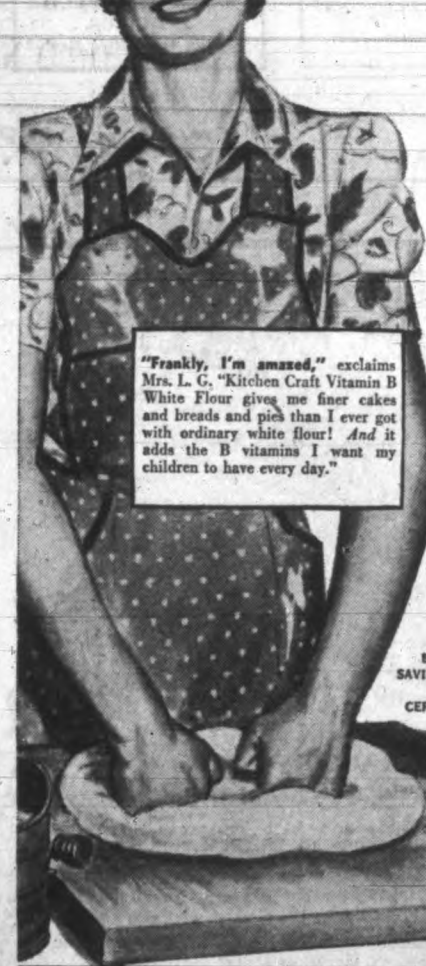 "Frankly, I'm amazed," exclaims
Mrs. L. G. "Kitchen Craft Vitamin B
White Flour gives me finer cakes
and breads and pies than I ever got
with ordinary white flour! And it
adds the B vitamins I want my
children to have every day."
SAVI
CER